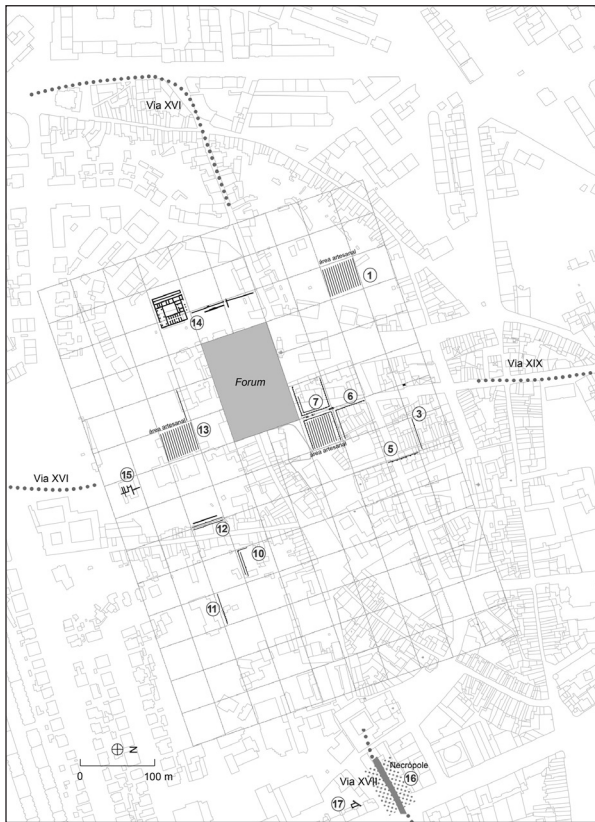 Via XVI
área artesanal
1
14
Forum
Via XIX
7
6
3
área artesanal
13
área artesanal
5
15
Via XVI
12
10
11
N
0 100 m
Necrópole
16
Via XVII
17